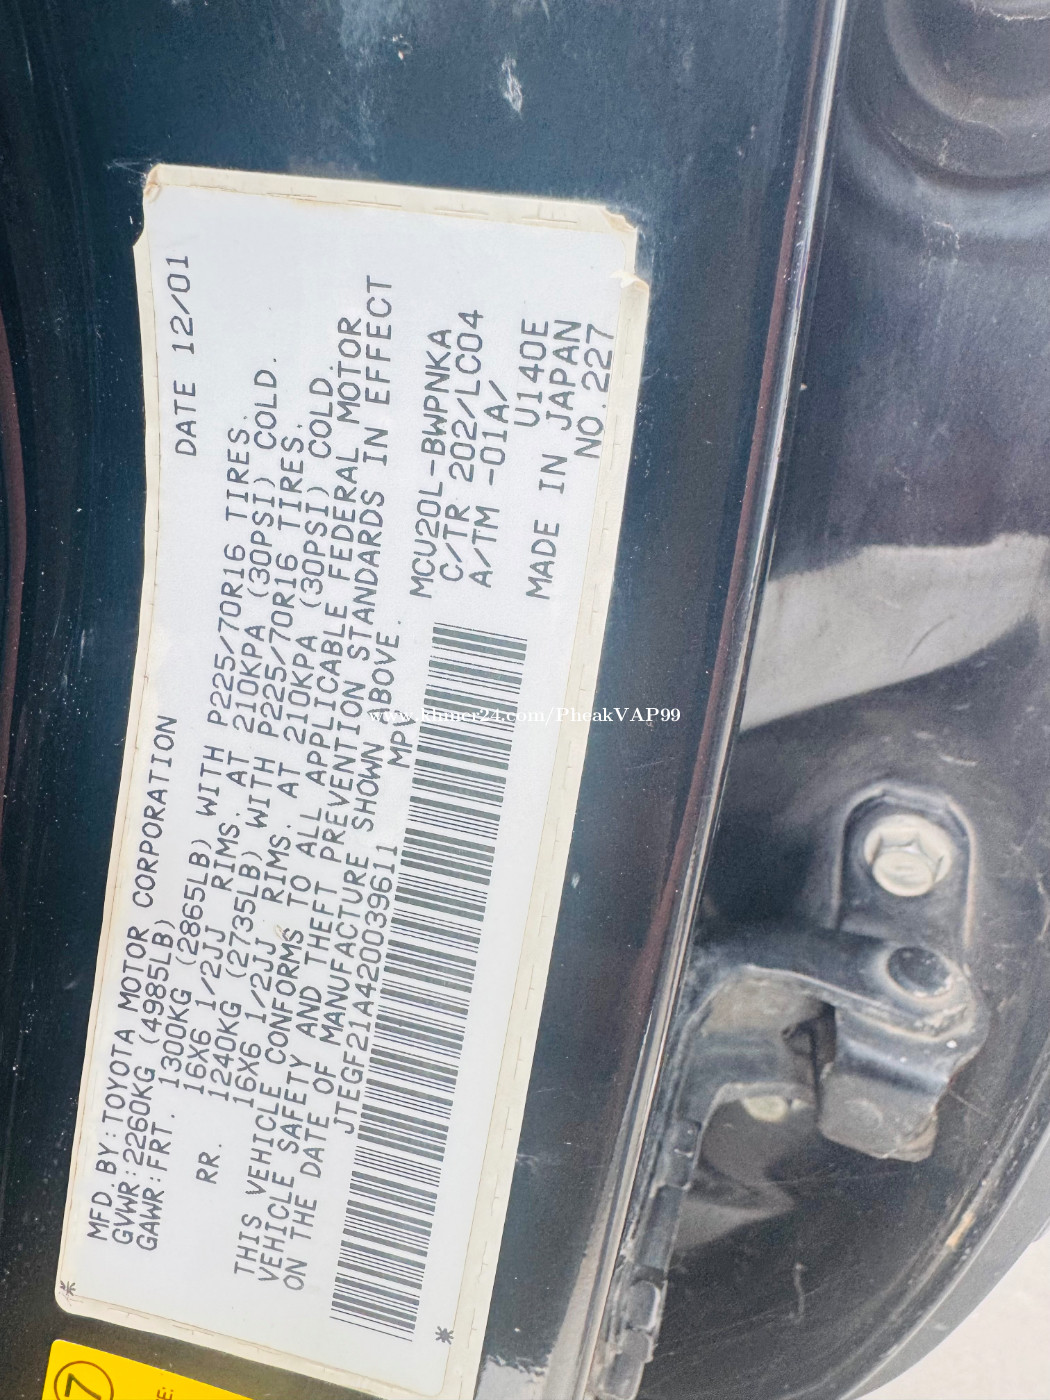 MFD.BY:TOYOTA MOTOR CORPORATION DATE 12/01
GVWR:2260KG (4985LB)
GAWR:FRT. 1300KG (2865LB) WITH P225/70R16 TIRES.
16X6 1/2JJ RIMS. AT 210KPA (30PSI) COLD.
RR. 1240KG (2735LB) WITH P225/70R16 TIRES.
16X6 1/2JJ RIMS. AT 210KPA (30PSI) COLD.
THIS VEHICLE CONFORMS TO ALL APPLICABLE FEDERAL MOTOR
VEHICLE SAFETY AND THEFT PREVENTION STANDARDS IN EFFECT
ON THE DATE OF MANUFACTURE SHOWN ABOVE.
JTEGF21A420039611 MPV MCU20L-BWPNKA
C/TR 202/LC04
A/TM -01A/ U140E
MADE IN JAPAN
NO.227
* *
www.khmer24.com/PheakVAP99
7
E: